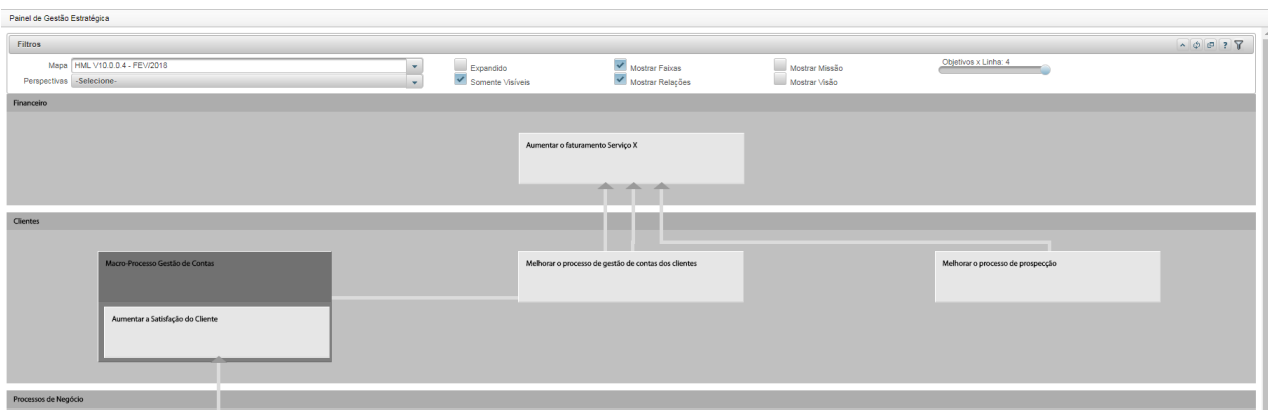 Painel de Gestão Estratégica
Filtros
Mapa HML V10.0.0.4 - FEV/2018
Expandido
Mostrar Faixas
Mostrar Missão
Objetivos x Linha: 4
Perspectivas -Selecione-
Somente Visíveis
Mostrar Relações
Mostrar Visão
Financeiro
Aumentar o faturamento Serviço X
Clientes
Macro-Processo Gestão de Contas
Melhorar o processo de gestão de contas dos clientes
Melhorar o processo de prospecção
Aumentar a Satisfação do Cliente
Processos de Negócio